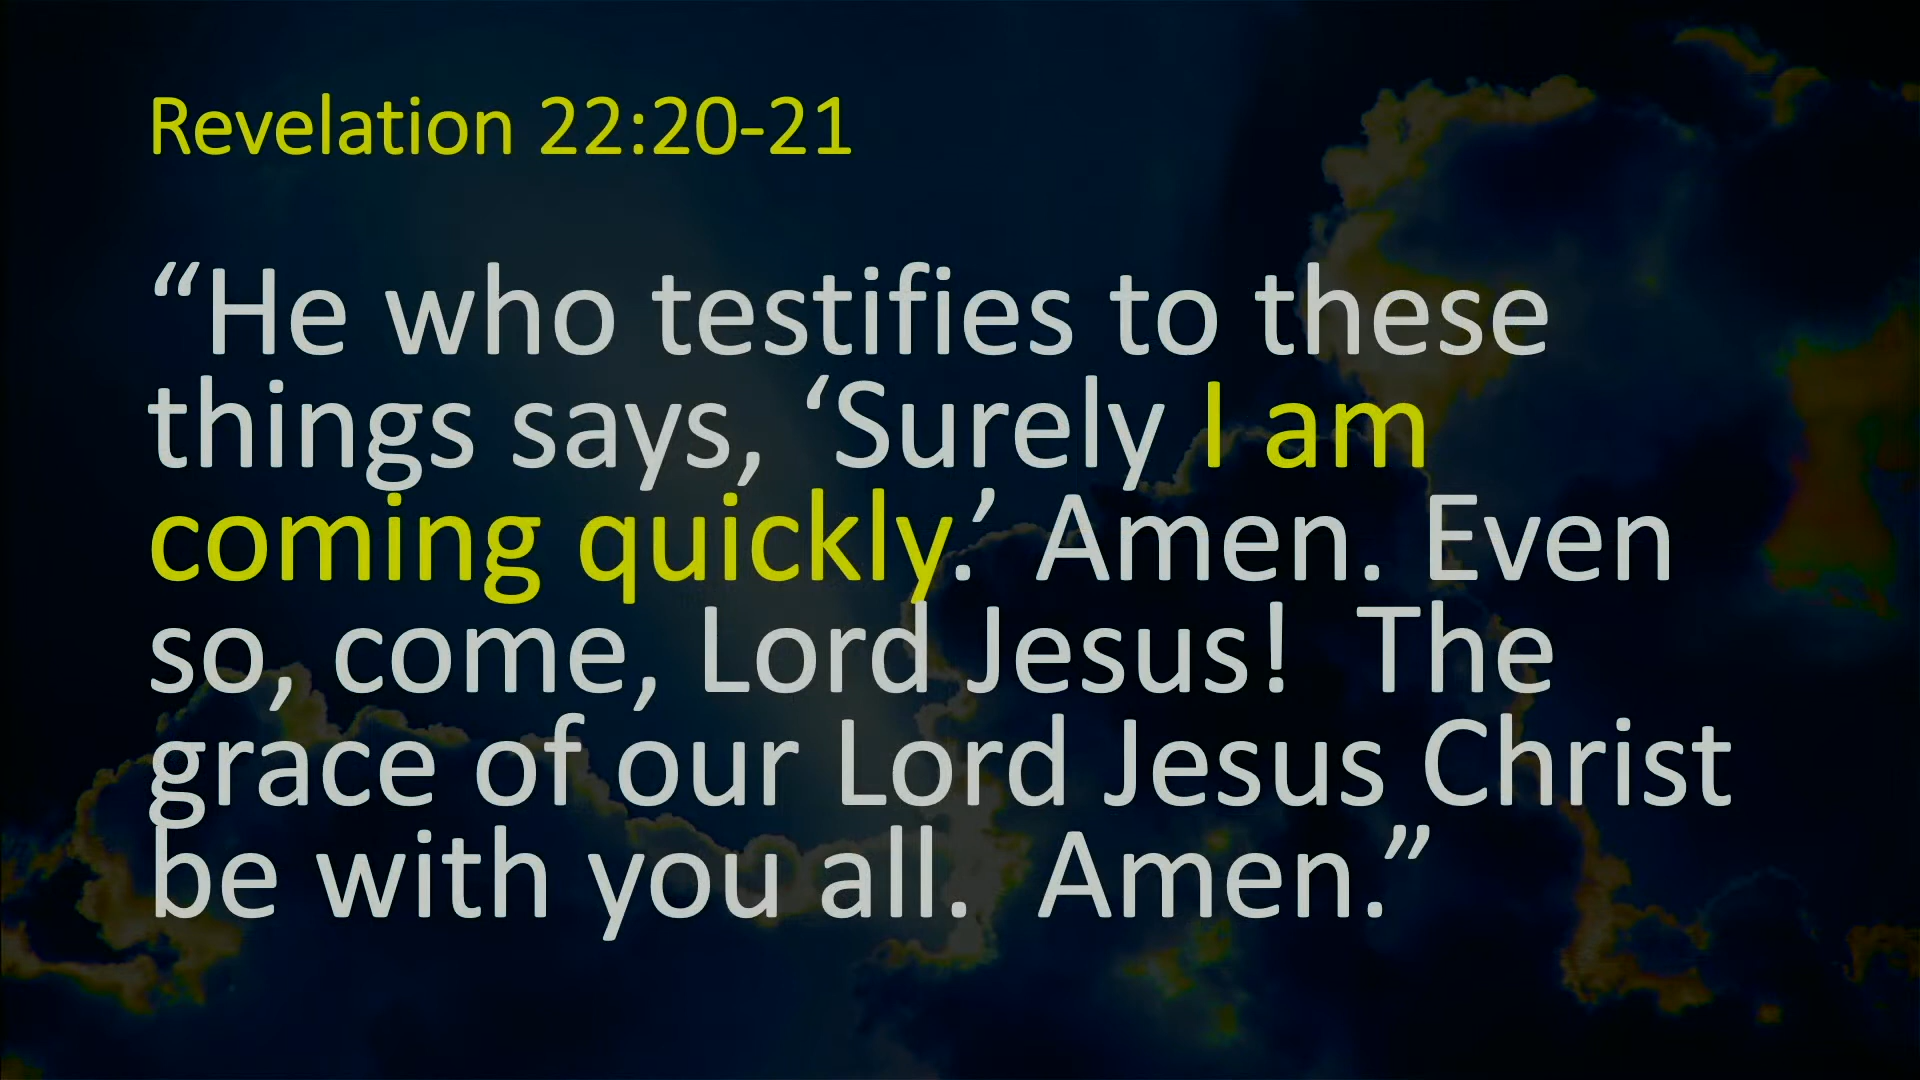 Revelation 22:20-21
“He who testifies to these
things says, ‘Surely I am
coming quickly.’ Amen. Even
so, come, Lord Jesus!  The
grace of our Lord Jesus Christ
be with you all.  Amen.”